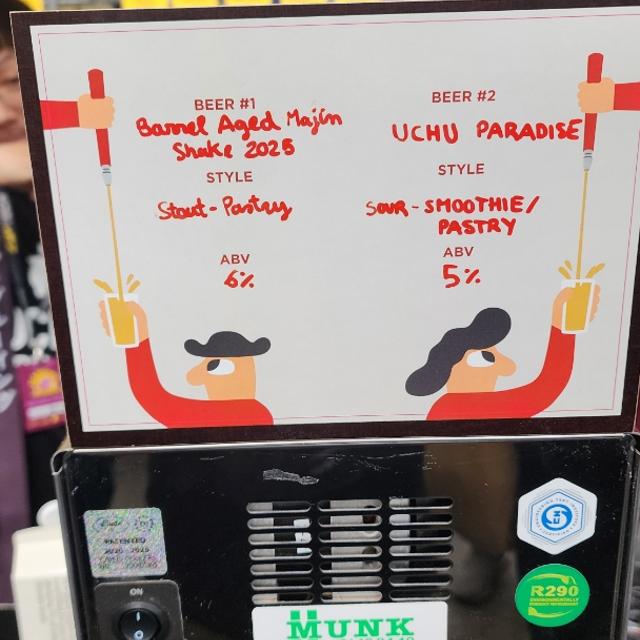 BEER #1
Barrel Aged Majin
Shake 2025
STYLE
Stout-Pastry
ABV
6%
BEER #2
UCHU PARADISE
STYLE
SOUR-SMOOTHIE/
PASTRY
ABV
5%
ON
R290
ENVIRONMENTALLY
MUNK